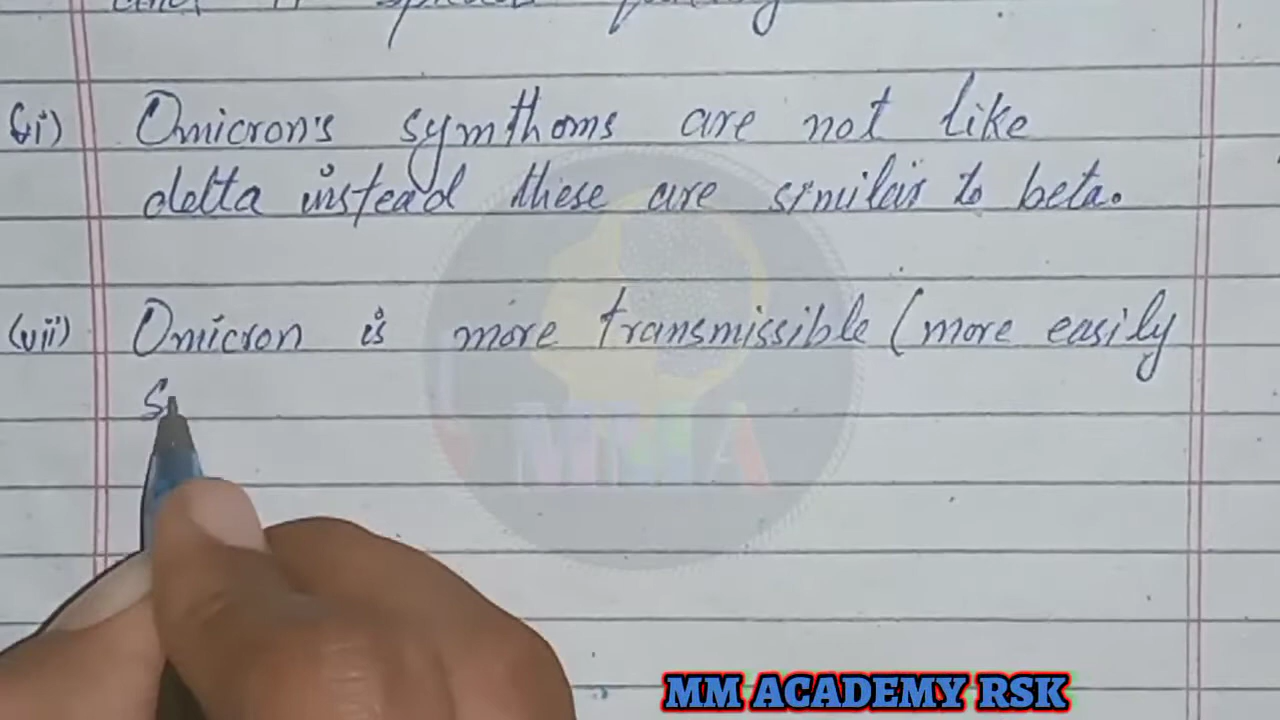 (vi) Omicron's symthoms are not like
delta instead these are similar to beta.
(vii) Omicron is more transmissible (more easily
s
MMA
MM ACADEMY RSK